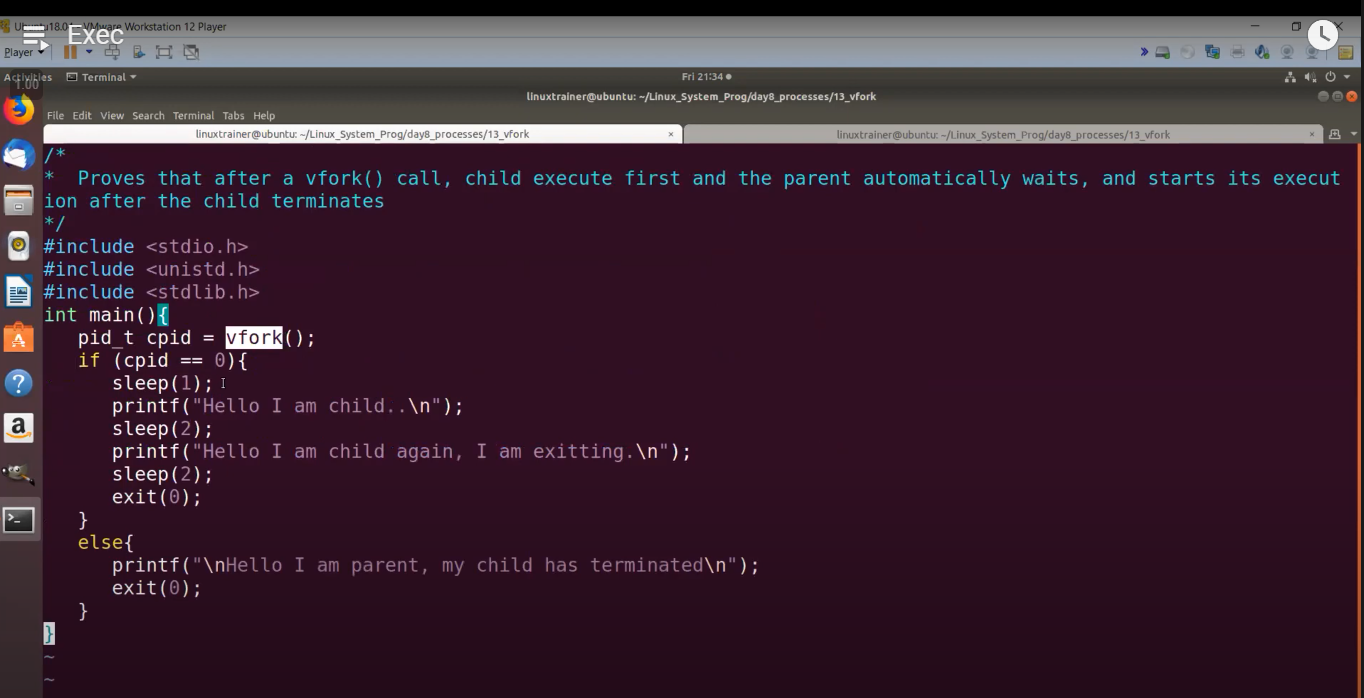 Ubuntu18.04 - VMware Workstation 12 Player
Exec
Player
Activities
Terminal
Fri 21:34
1.00
linuxtrainer@ubuntu: ~/Linux_System_Prog/day8_processes/13_vfork
File Edit View Search Terminal Tabs Help
linuxtrainer@ubuntu: ~/Linux_System_Prog/day8_processes/13_vfork × linuxtrainer@ubuntu: ~/Linux_System_Prog/day8_processes/13_vfork ×
/*
* Proves that after a vfork() call, child execute first and the parent automatically waits, and starts its execut
ion after the child terminates
*/
#include <stdio.h>
#include <unistd.h>
#include <stdlib.h>
int main(){
pid_t cpid = vfork();
if (cpid == 0){
sleep(1);
printf("Hello I am child..\n");
sleep(2);
printf("Hello I am child again, I am exitting.\n");
sleep(2);
exit(0);
}
else{
printf("\nHello I am parent, my child has terminated\n");
exit(0);
}
}
~
~